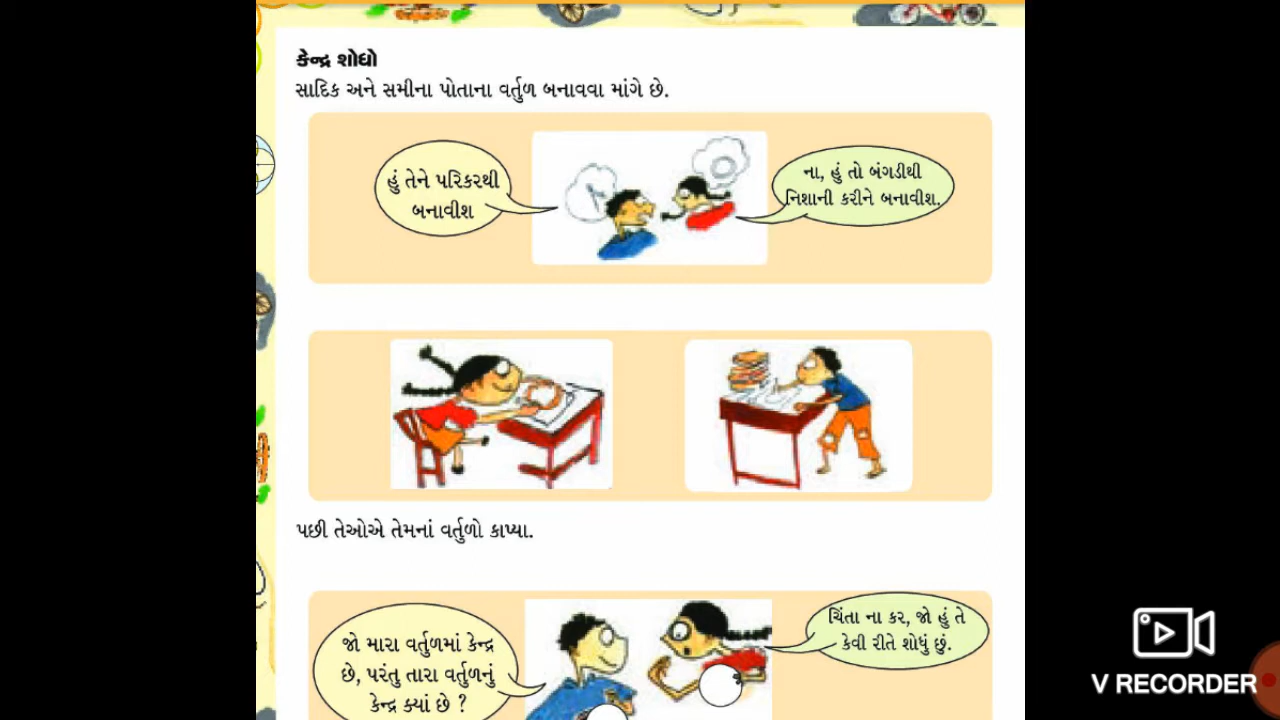 કેન્દ્ર શોધો
સાદિક અને સમીના પોતાના વર્તુળ બનાવવા માંગે છે.
હું તેને પરિકરથી
બનાવીશ
ના, હું તો બંગડીથી
નિશાની કરીને બનાવીશ.
પછી તેઓએ તેમનાં વર્તુળો કાપ્યા.
જો મારા વર્તુળમાં કેન્દ્ર
છે, પરંતુ તારા વર્તુળનું
કેન્દ્ર ક્યાં છે ?
ચિંતા ના કર, જો હું તે
કેવી રીતે શોધું છું.
V RECORDER